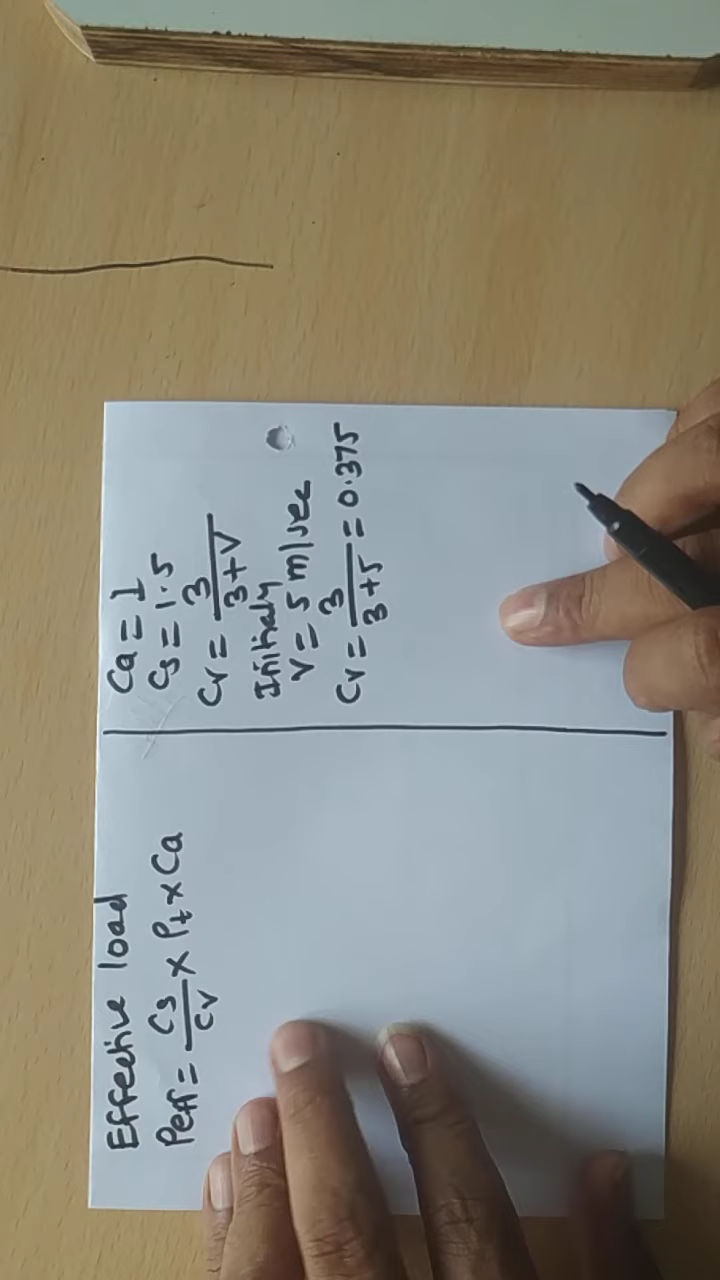 Effective load
Peff = Cs/Cv × Pt × Ca
Ca = 1
Cs = 1.5
Cv = 3/3+V
Initialy
V = 5 m/sec
Cv = 3/3+5 = 0.375